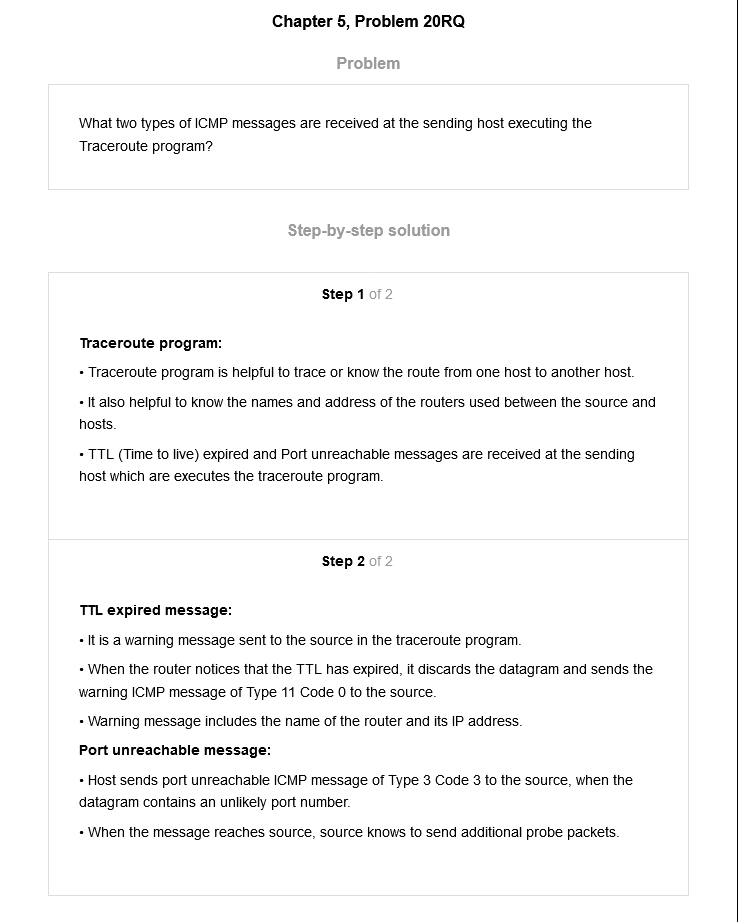 Chapter 5, Problem 20RQ
Problem
What two types of ICMP messages are received at the sending host executing the
Traceroute program?
Step-by-step solution
Step 1 of 2
Traceroute program:
• Traceroute program is helpful to trace or know the route from one host to another host.
• It also helpful to know the names and address of the routers used between the source and
hosts.
• TTL (Time to live) expired and Port unreachable messages are received at the sending
host which are executes the traceroute program.
Step 2 of 2
TTL expired message:
• It is a warning message sent to the source in the traceroute program.
• When the router notices that the TTL has expired, it discards the datagram and sends the
warning ICMP message of Type 11 Code 0 to the source.
• Warning message includes the name of the router and its IP address.
Port unreachable message:
• Host sends port unreachable ICMP message of Type 3 Code 3 to the source, when the
datagram contains an unlikely port number.
• When the message reaches source, source knows to send additional probe packets.